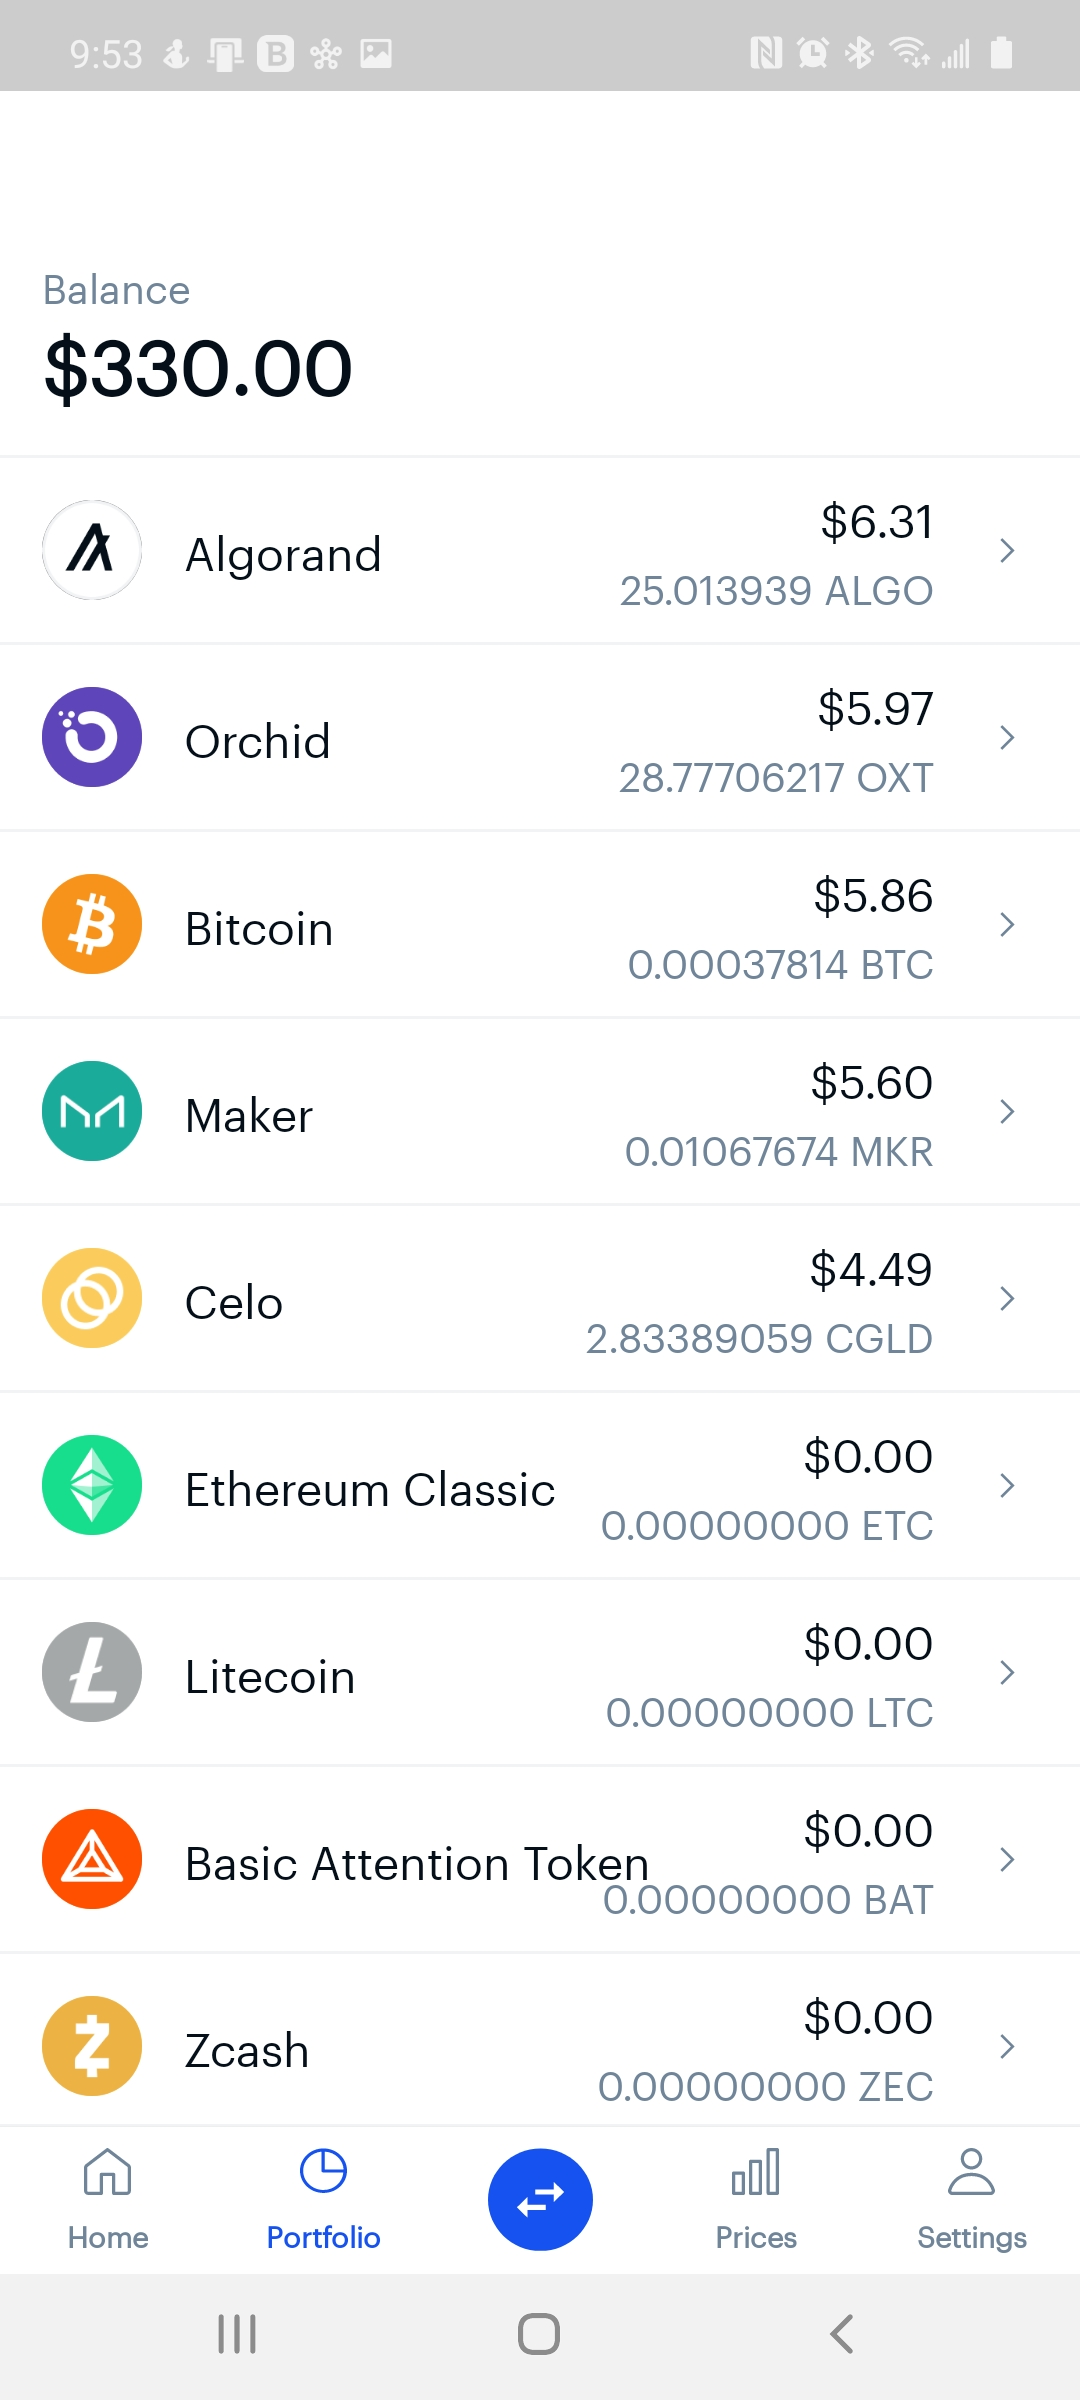 9:53
Balance
$330.00
Algorand
$6.31
25.013939 ALGO
Orchid
$5.97
28.77706217 OXT
Bitcoin
$5.86
0.00037814 BTC
Maker
$5.60
0.01067674 MKR
Celo
$4.49
2.83389059 CGLD
Ethereum Classic
$0.00
0.00000000 ETC
Litecoin
$0.00
0.00000000 LTC
Basic Attention Token
$0.00
0.00000000 BAT
Zcash
$0.00
0.00000000 ZEC
Home
Portfolio
Prices
Settings